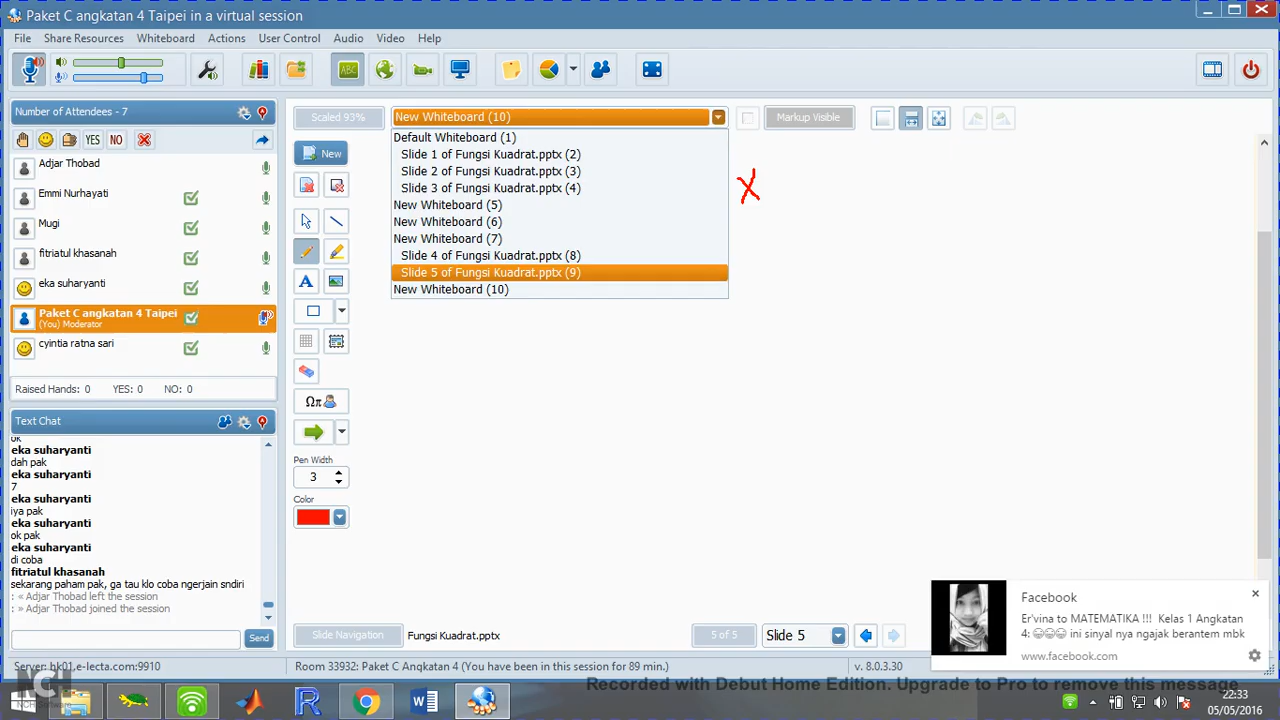 Paket C angkatan 4 Taipei in a virtual session
File Share Resources Whiteboard Actions User Control Audio Video Help
ABC
Number of Attendees - 7
YES NO
Adjar Thobad
Emmi Nurhayati
Mugi
fitriatul khasanah
eka suharyanti
Paket C angkatan 4 Taipei
(You) Moderator
cyintia ratna sari
Raised Hands: 0 YES: 0 NO: 0
Text Chat
ok
eka suharyanti
dah pak
eka suharyanti
7
eka suharyanti
iya pak
eka suharyanti
ok pak
eka suharyanti
di coba
fitriatul khasanah
sekarang paham pak, ga tau klo coba ngerjain sndiri
: « Adjar Thobad left the session
: » Adjar Thobad joined the session
Send
Scaled 93%
New Whiteboard (10)
Markup Visible
Default Whiteboard (1)
Slide 1 of Fungsi Kuadrat.pptx (2)
Slide 2 of Fungsi Kuadrat.pptx (3)
Slide 3 of Fungsi Kuadrat.pptx (4)
New Whiteboard (5)
New Whiteboard (6)
New Whiteboard (7)
Slide 4 of Fungsi Kuadrat.pptx (8)
Slide 5 of Fungsi Kuadrat.pptx (9)
New Whiteboard (10)
New
A
Ωπ
Pen Width
3
Color
X
Slide Navigation Fungsi Kuadrat.pptx 5 of 5 Slide 5
Facebook
Er'vina to MATEMATIKA !!! Kelas 1 Angkatan
4: 😄😄😄 ini sinyal nya ngajak berantem mbk
www.facebook.com
Server: bk01.e-lecta.com:9910 Room 33932: Paket C Angkatan 4 (You have been in this session for 89 min.) v. 8.0.3.30
Recorded with Debut Home Edition. Upgrade to Pro to remove this message
NCH
R
W
22:33
05/05/2016